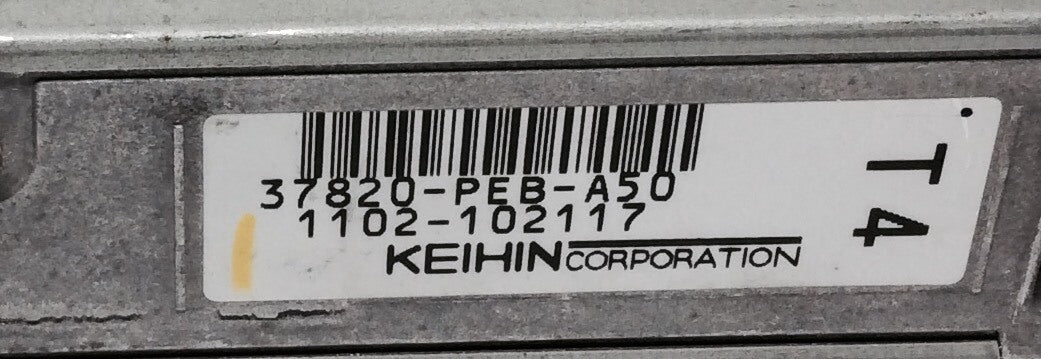 37820-PEB-A50
1102-102117
KEIHIN CORPORATION
T4